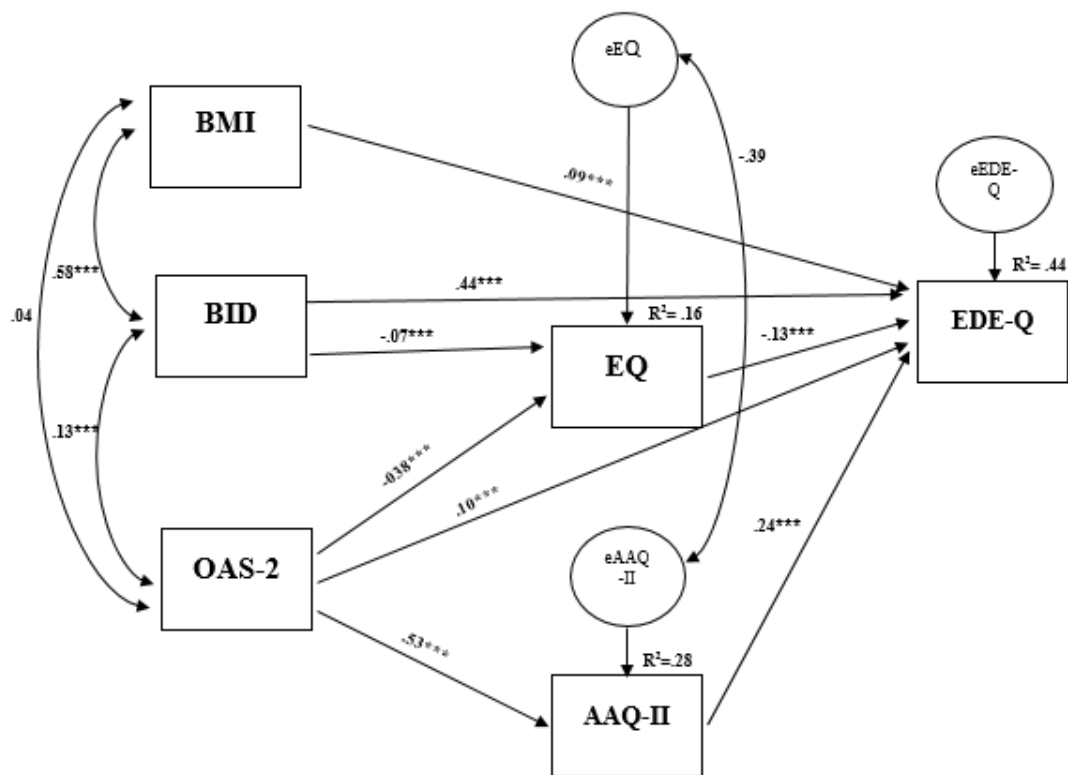 eEQ
BMI
-.39
eEDE-
Q
.09***
.58***
R²= .44
.44***
BID
R²= .16
EDE-Q
.04
-.07***
-.13***
EQ
.13***
-038***
.10***
.24***
OAS-2
eAAQ
-II
.53***
R²=.28
AAQ-II